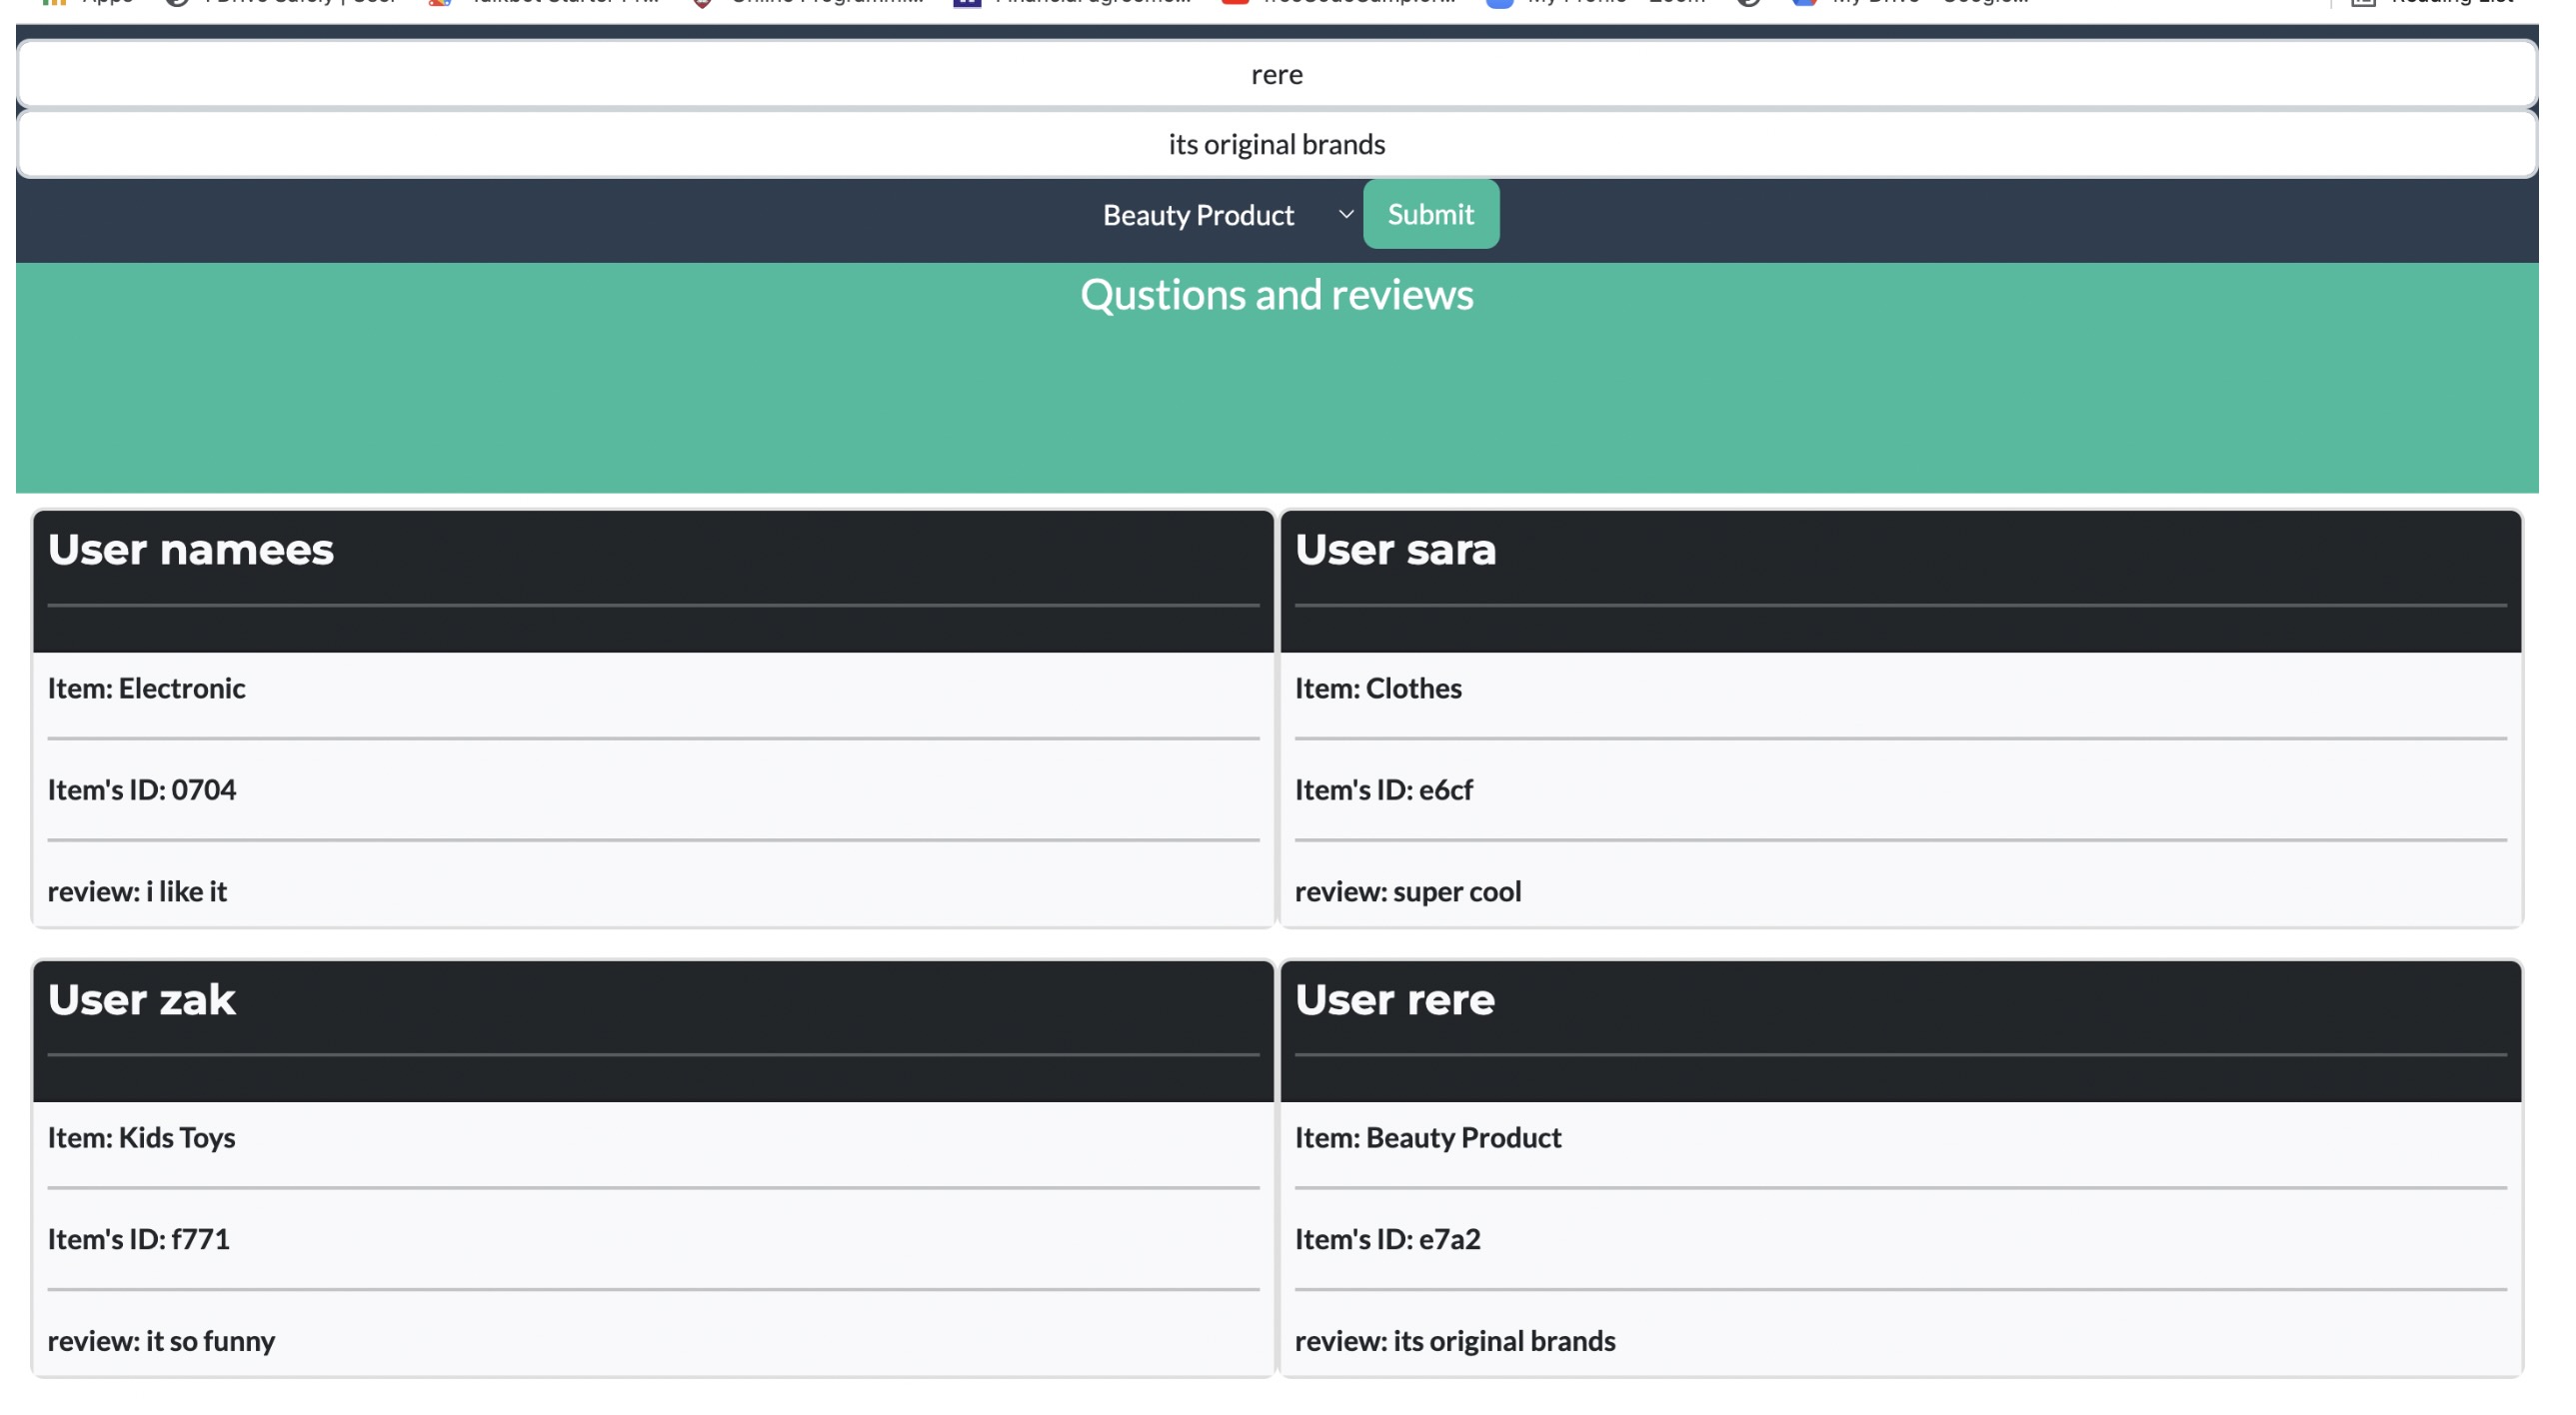 rere
its original brands
Beauty Product Submit
Qustions and reviews
User namees
Item: Electronic
Item's ID: 0704
review: i like it
User sara
Item: Clothes
Item's ID: e6cf
review: super cool
User zak
Item: Kids Toys
Item's ID: f771
review: it so funny
User rere
Item: Beauty Product
Item's ID: e7a2
review: its original brands